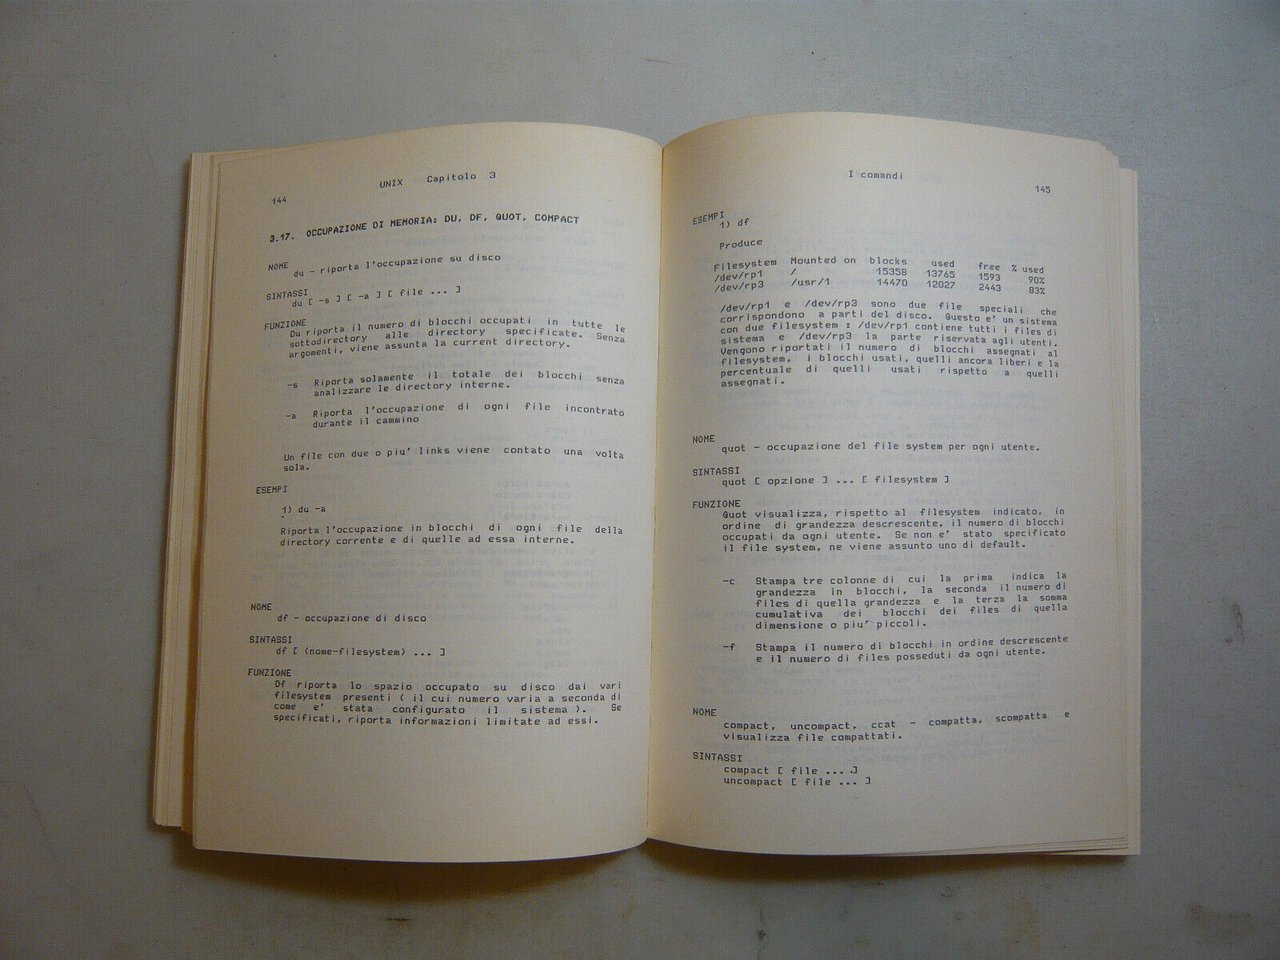 144
UNIX Capitolo 3
3.17. OCCUPAZIONE DI MEMORIA: DU, DF, QUOT, COMPACT
NOME
du - riporta l'occupazione su disco
SINTASSI
du [ -s ] [ -a ] [ file ... ]
FUNZIONE
Du riporta il numero di blocchi occupati in tutte le
sottodirectory alle directory specificate. Senza
argomenti, viene assunta la current directory.
-s Riporta solamente il totale dei blocchi senza
analizzare le directory interne.
-a Riporta l'occupazione di ogni file incontrato
durante il cammino
Un file con due o piu' links viene contato una volta
sola.
ESEMPI
1) du -a
Riporta l'occupazione in blocchi di ogni file della
directory corrente e di quelle ad essa interne.
NOME
df - occupazione di disco
SINTASSI
df [ (nome-filesystem) ... ]
FUNZIONE
Df riporta lo spazio occupato su disco dai vari
filesystem presenti ( il cui numero varia a seconda di
come e' stata configurato il sistema ). Se
specificati, riporta informazioni limitate ad essi.
I comandi
145
ESEMPI
1) df
Produce
Filesystem Mounted on blocks used free % used
/dev/rp1 / 15358 13765 1593 90%
/dev/rp3 /usr/1 14470 12027 2443 83%
/dev/rp1 e /dev/rp3 sono due file speciali che
corrispondono a parti del disco. Questo e' un sistema
con due filesystem : /dev/rp1 contiene tutti i files di
sistema e /dev/rp3 la parte riservata agli utenti.
Vengono riportati il numero di blocchi assegnati al
filesystem, i blocchi usati, quelli ancora liberi e la
percentuale di quelli usati rispetto a quelli
assegnati.
NOME
quot - occupazione del file system per ogni utente.
SINTASSI
quot [ opzione ] ... [ filesystem ]
FUNZIONE
Quot visualizza, rispetto al filesystem indicato, in
ordine di grandezza descrescente, il numero di blocchi
occupati da ogni utente. Se non e' stato specificato
il file system, ne viene assunto uno di default.
-c Stampa tre colonne di cui la prima indica la
grandezza in blocchi, la seconda il numero di
files di quella grandezza e la terza la somma
cumulativa dei blocchi dei files di quella
dimensione o piu' piccoli.
-f Stampa il numero di blocchi in ordine descrescente
e il numero di files posseduti da ogni utente.
NOME
compact, uncompact, ccat - compatta, scompatta e
visualizza file compattati.
SINTASSI
compact [ file ... ]
uncompact [ file ... ]